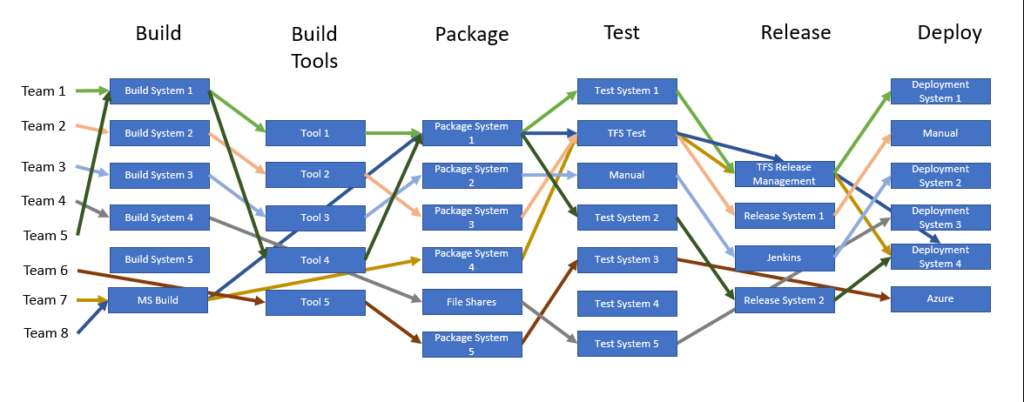 Build
Build
Tools
Package
Test
Release
Deploy
Team 1
Team 2
Team 3
Team 4
Team 5
Team 6
Team 7
Team 8
Build System 1
Build System 2
Build System 3
Build System 4
Build System 5
MS Build
Tool 1
Tool 2
Tool 3
Tool 4
Tool 5
Package System
1
Package System
2
Package System
3
Package System
4
File Shares
Package System
5
Test System 1
TFS Test
Manual
Test System 2
Test System 3
Test System 4
Test System 5
TFS Release
Management
Release System 1
Jenkins
Release System 2
Deployment
System 1
Manual
Deployment
System 2
Deployment
System 3
Deployment
System 4
Azure